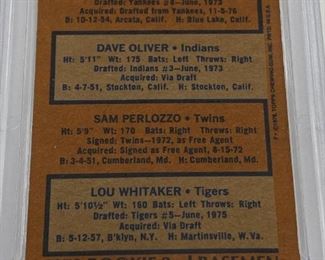 Drafted: Yankees #8—June, 1973
Acquired: Drafted from Yankees, 11-5-76
B: 10-12-54, Arcata, Calif. H: Blue Lake, Calif.
DAVE OLIVER • Indians
Ht: 5'11" Wt: 175 Bats: Left Throws: Right
Drafted: Indians #3—June, 1973
Acquired: Via Draft
B: 4-7-51, Stockton, Calif. H: Stockton, Calif.
SAM PERLOZZO • Twins
Ht: 5'9" Wt: 170 Bats: Right Throws: Right
Signed: Twins—1972, as Free Agent
Acquired: Signed as Free Agent, 8-15-72
B: 3-4-51, Cumberland, Md. H: Cumberland, Md.
LOU WHITAKER • Tigers
Ht: 5'10½" Wt: 160 Bats: Left Throws: Right
Drafted: Tigers #5—June, 1975
Acquired: Via Draft
B: 5-12-57, B'klyn, N.Y. H: Martinsville, W. Va.